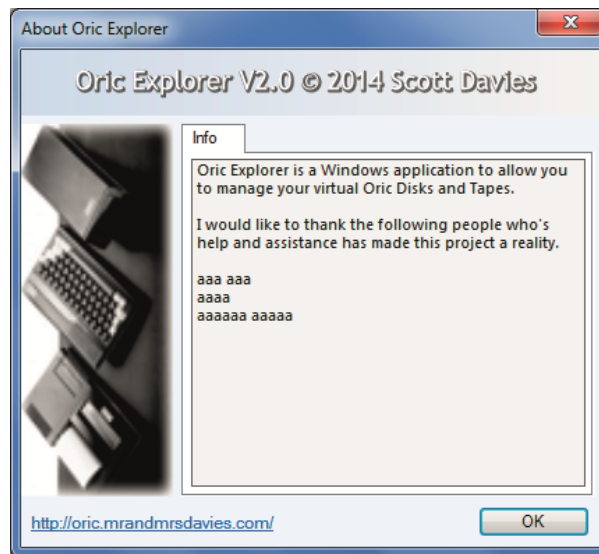 About Oric Explorer
Oric Explorer V2.0 © 2014 Scott Davies
Info
Oric Explorer is a Windows application to allow you
to manage your virtual Oric Disks and Tapes.
I would like to thank the following people who's
help and assistance has made this project a reality.
aaa aaa
aaaa
aaaaaa aaaaa
http://oric.mrandmrsdavies.com/
OK